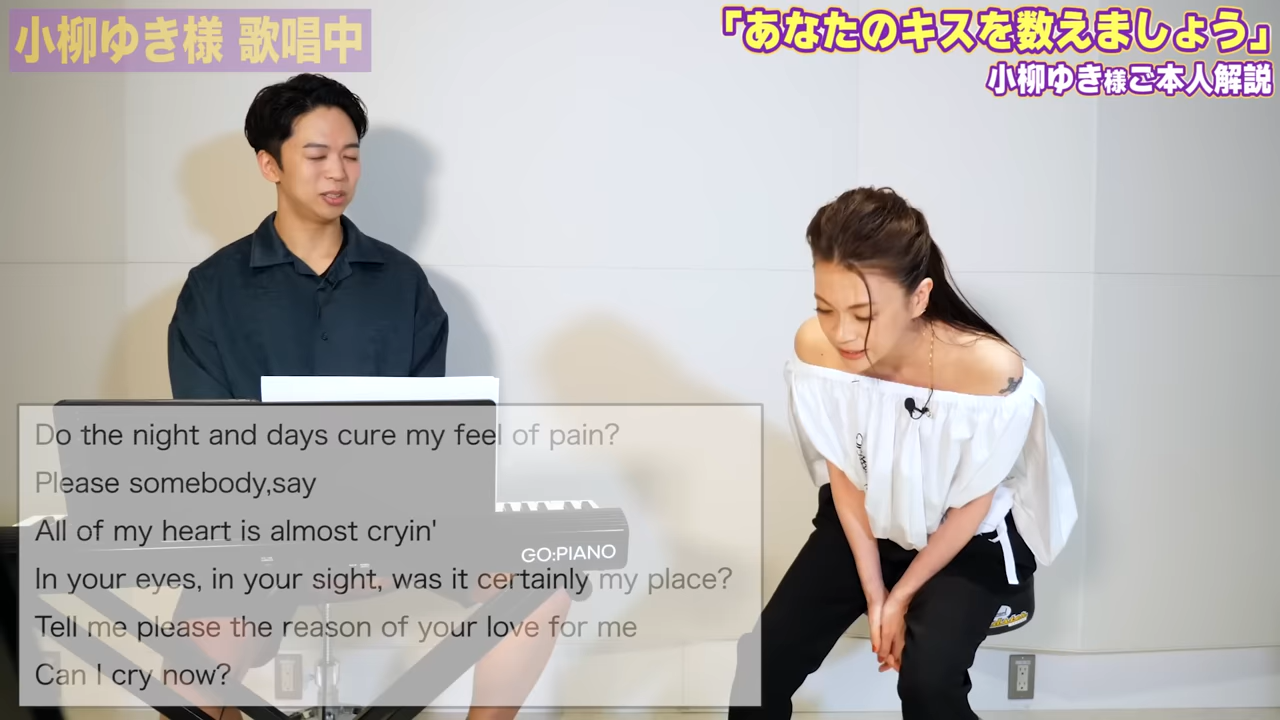 小柳ゆき様 歌唱中
「あなたのキスを数えましょう」
小柳ゆき様ご本人解説
Do the night and days cure my feel of pain?
Please somebody,say
All of my heart is almost cryin'
In your eyes, in your sight, was it certainly my place?
Tell me please the reason of your love for me
Can I cry now?
GO:PIANO